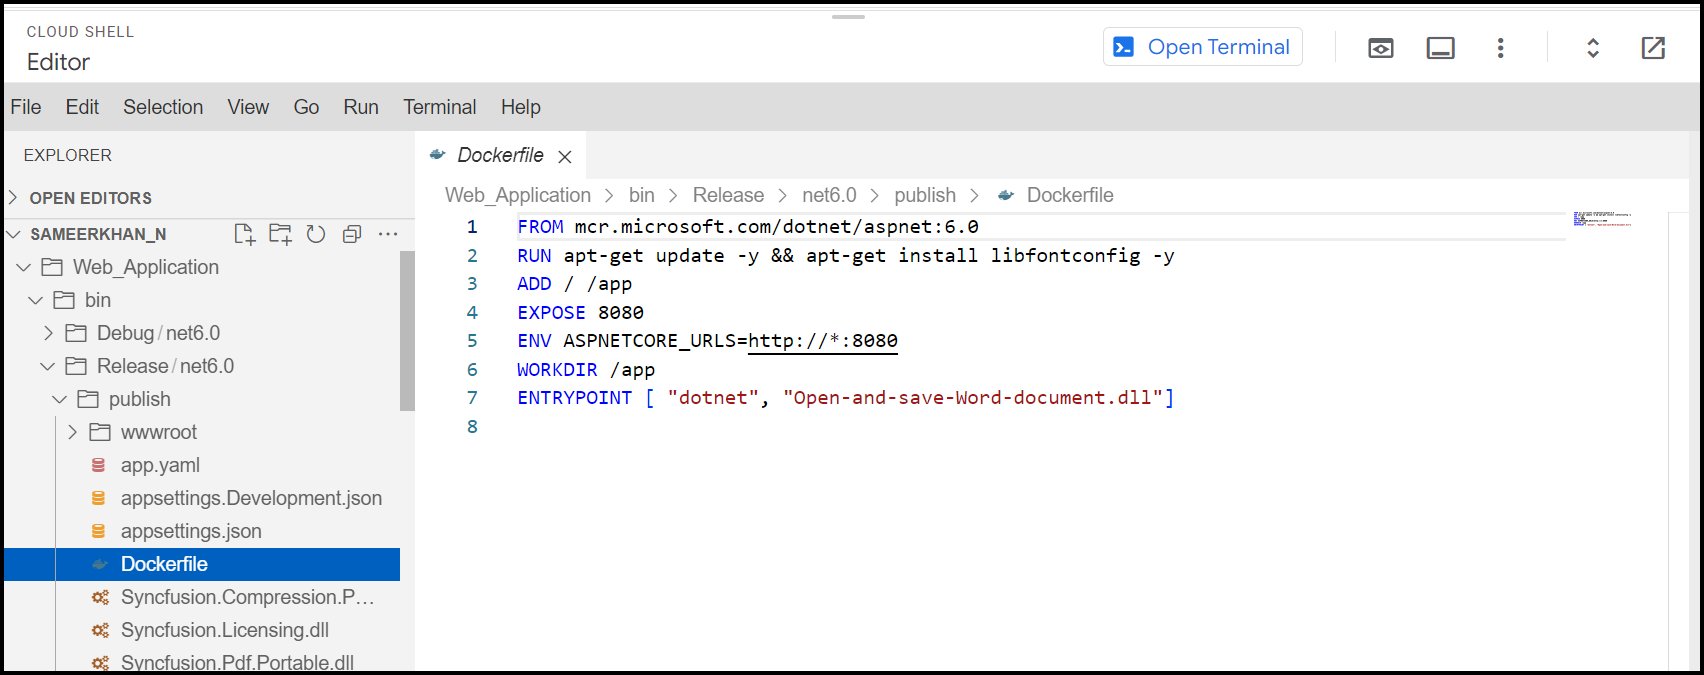 CLOUD SHELL
Editor
Open Terminal
File Edit Selection View Go Run Terminal Help
EXPLORER
OPEN EDITORS
SAMEERKHAN_N
Web_Application
bin
Debug/net6.0
Release/net6.0
publish
wwwroot
app.yaml
appsettings.Development.json
appsettings.json
Dockerfile
Syncfusion.Compression.P…
Syncfusion.Licensing.dll
Syncfusion.Pdf.Portable.dll
Dockerfile
Web_Application > bin > Release > net6.0 > publish > Dockerfile
1 FROM mcr.microsoft.com/dotnet/aspnet:6.0
2 RUN apt-get update -y && apt-get install libfontconfig -y
3 ADD / /app
4 EXPOSE 8080
5 ENV ASPNETCORE_URLS=http://*:8080
6 WORKDIR /app
7 ENTRYPOINT [ "dotnet", "Open-and-save-Word-document.dll"]
8